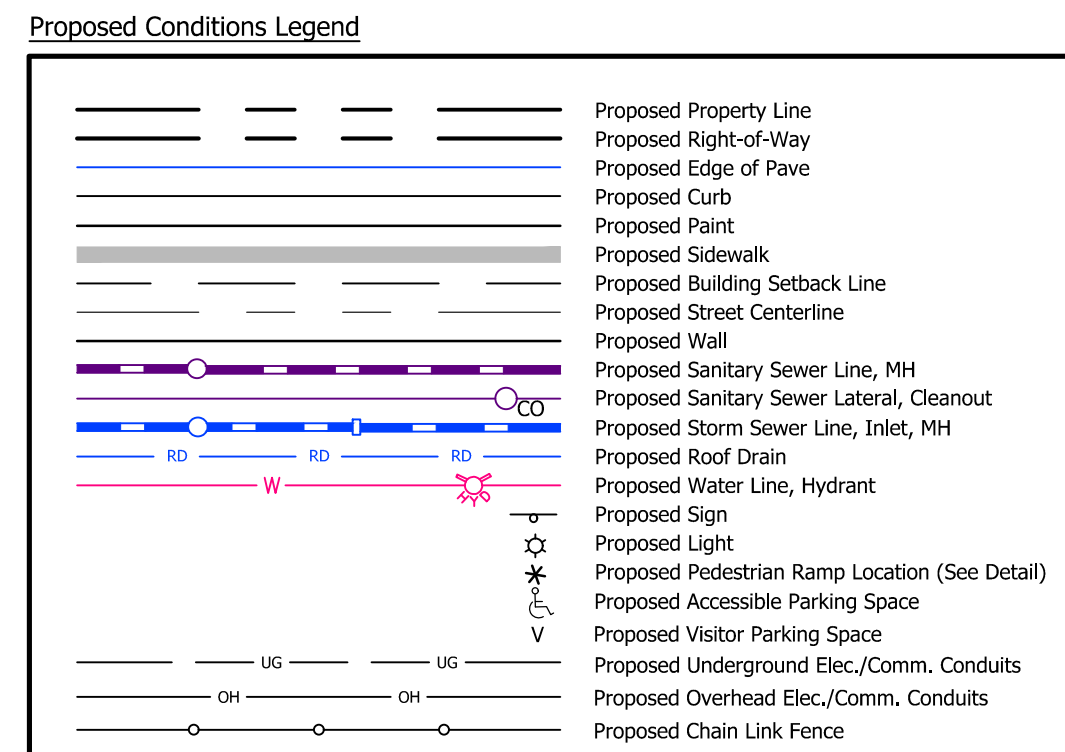 Proposed Conditions Legend
Proposed Property Line
Proposed Right-of-Way
Proposed Edge of Pave
Proposed Curb
Proposed Paint
Proposed Sidewalk
Proposed Building Setback Line
Proposed Street Centerline
Proposed Wall
Proposed Sanitary Sewer Line, MH
CO Proposed Sanitary Sewer Lateral, Cleanout
Proposed Storm Sewer Line, Inlet, MH
RD RD RD Proposed Roof Drain
W HYD Proposed Water Line, Hydrant
Proposed Sign
Proposed Light
Proposed Pedestrian Ramp Location (See Detail)
Proposed Accessible Parking Space
V Proposed Visitor Parking Space
UG UG Proposed Underground Elec./Comm. Conduits
OH OH Proposed Overhead Elec./Comm. Conduits
Proposed Chain Link Fence